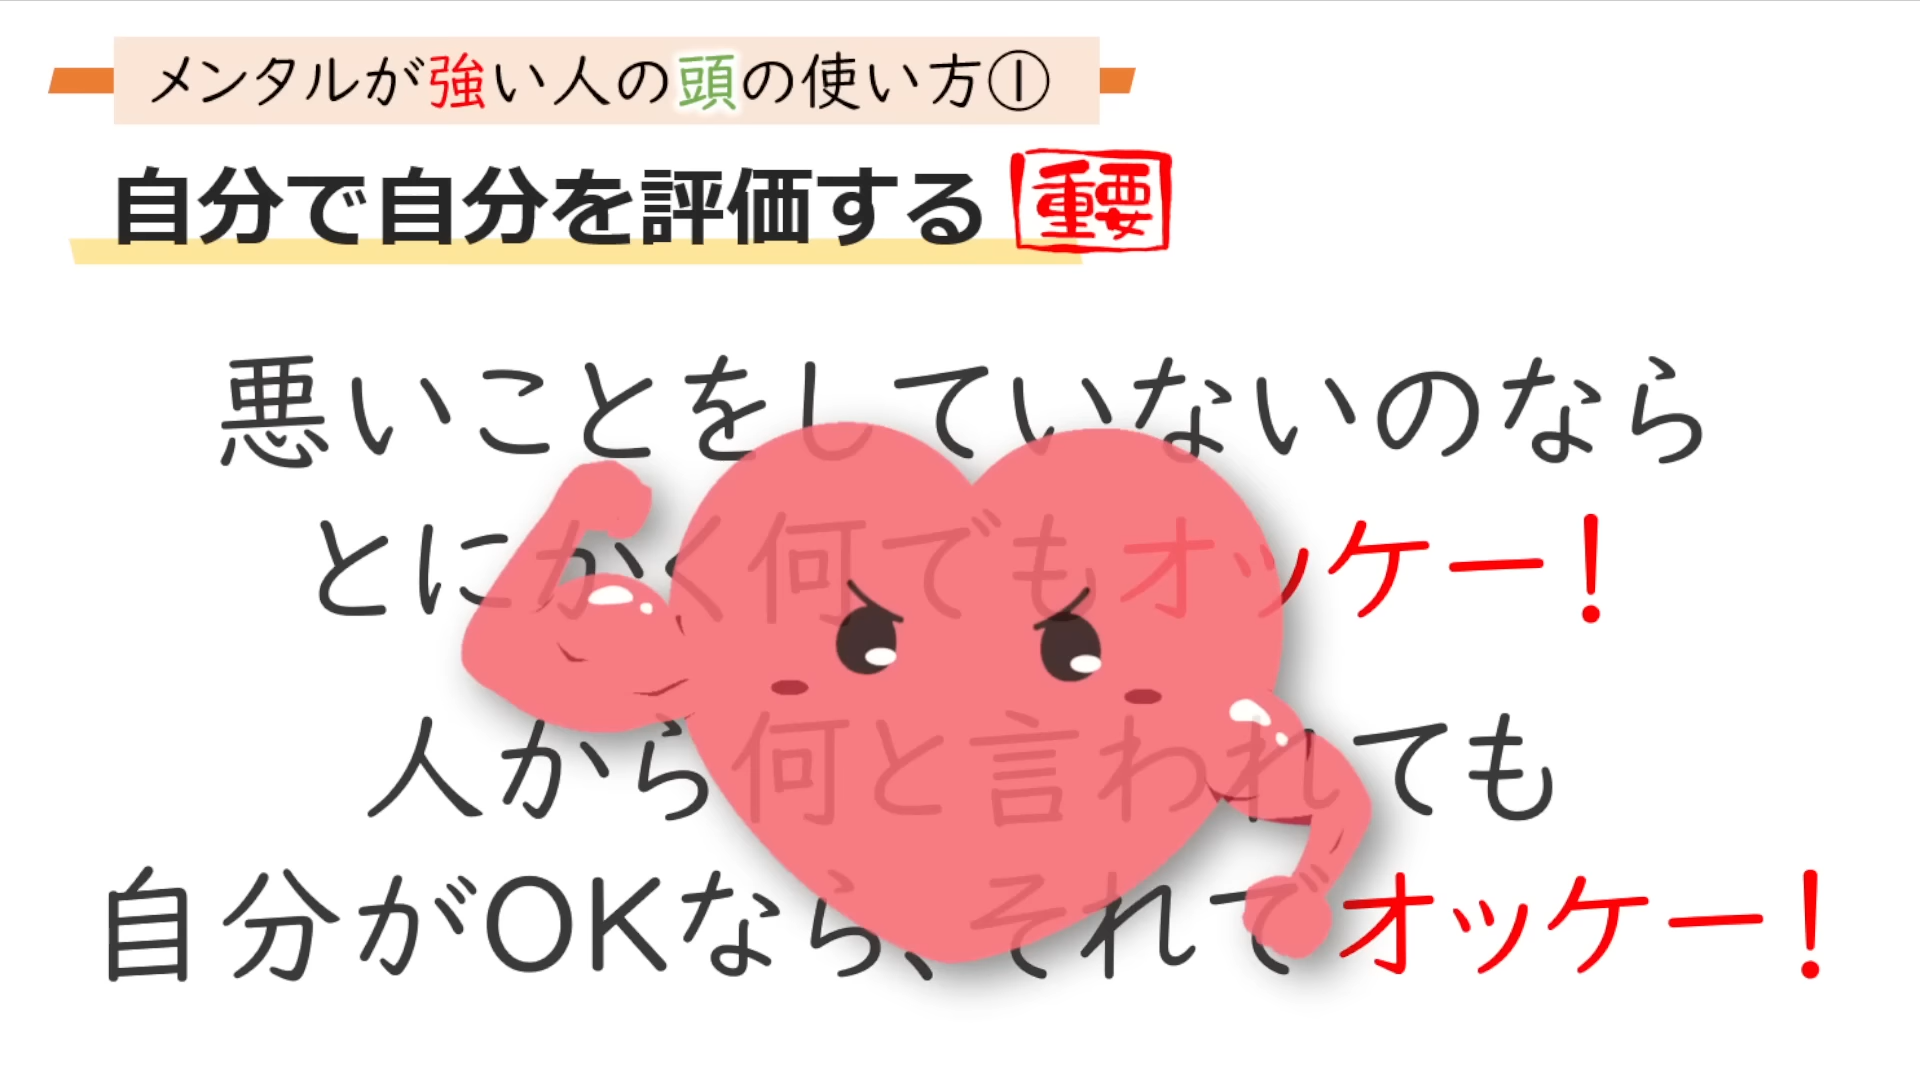 メンタルが強い人の頭の使い方①
自分で自分を評価する 重要
悪いことをしていないのなら
とにかく何でもオッケー！
人から何と言われても
自分がOKなら、それでオッケー！